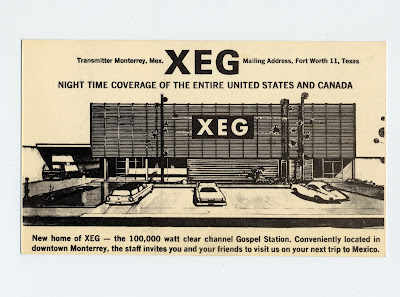 Transmitter Monterrey, Mex. XEG Mailing Address, Fort Worth 11, Texas
NIGHT TIME COVERAGE OF THE ENTIRE UNITED STATES AND CANADA
XEG
New home of XEG — the 100,000 watt clear channel Gospel Station. Conveniently located in
downtown Monterrey, the staff invites you and your friends to visit us on your next trip to Mexico.